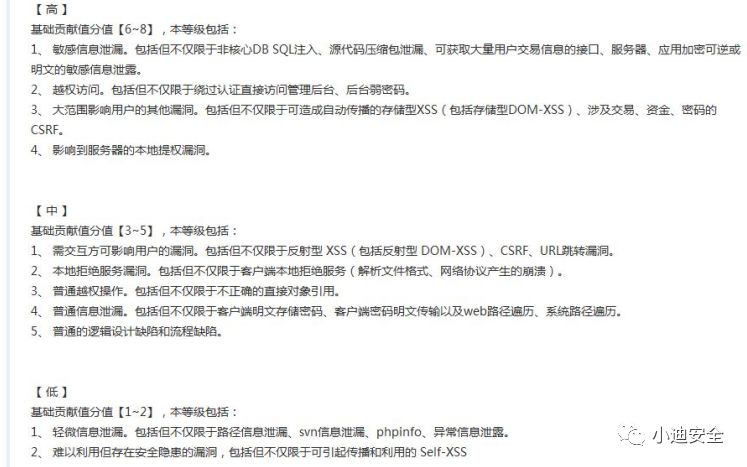 【 高 】
基础贡献值分值【6~8】，本等级包括：
1、 敏感信息泄漏。包括但不仅限于非核心DB SQL注入、源代码压缩包泄漏、可获取大量用户交易信息的接口、服务器、应用加密可逆或
明文的敏感信息泄露。
2、 越权访问。包括但不仅限于绕过认证直接访问管理后台、后台弱密码。
3、 大范围影响用户的其他漏洞。包括但不仅限于可造成自动传播的存储型XSS（包括存储型DOM-XSS）、涉及交易、资金、密码的
CSRF。
4、 影响到服务器的本地提权漏洞。
【 中 】
基础贡献值分值【3~5】，本等级包括：
1、 需交互方可影响用户的漏洞。包括但不仅限于反射型 XSS（包括反射型 DOM-XSS）、CSRF、URL跳转漏洞。
2、 本地拒绝服务漏洞。包括但不仅限于客户端本地拒绝服务（解析文件格式、网络协议产生的崩溃）。
3、 普通越权操作。包括但不仅限于不正确的直接对象引用。
4、 普通信息泄漏。包括但不仅限于客户端明文存储密码、客户端密码明文传输以及web路径遍历、系统路径遍历。
5、 普通的逻辑设计缺陷和流程缺陷。
【 低 】
基础贡献值分值【1~2】，本等级包括：
1、 轻微信息泄漏。包括但不仅限于路径信息泄漏、svn信息泄漏、phpinfo、异常信息泄露。
2、 难以利用但存在安全隐患的漏洞，包括但不仅限于可引起传播和利用的 Self-XSS
小迪安全